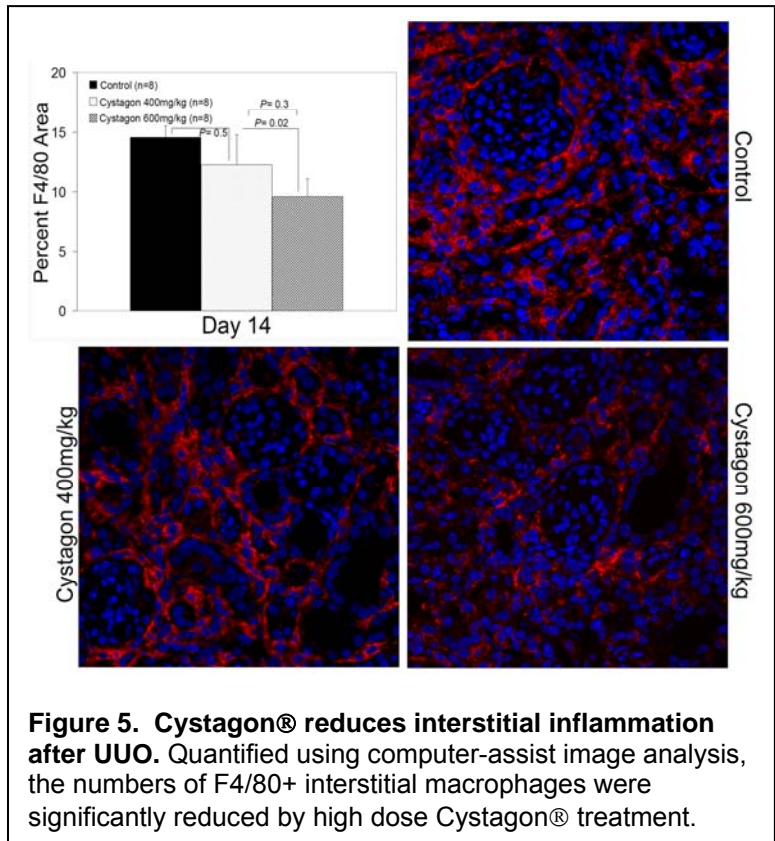 20
15
10
5
0
Percent F4/80 Area
Control (n=8)
Cystagon 400mg/kg (n=8)
Cystagon 600mg/kg (n=8)
P= 0.3
P= 0.02
P= 0.5
Day 14
Control
Cystagon 400mg/kg
Cystagon 600mg/kg
Figure 5. Cystagon® reduces interstitial inflammation
after UUO. Quantified using computer-assist image analysis,
the numbers of F4/80+ interstitial macrophages were
significantly reduced by high dose Cystagon® treatment.